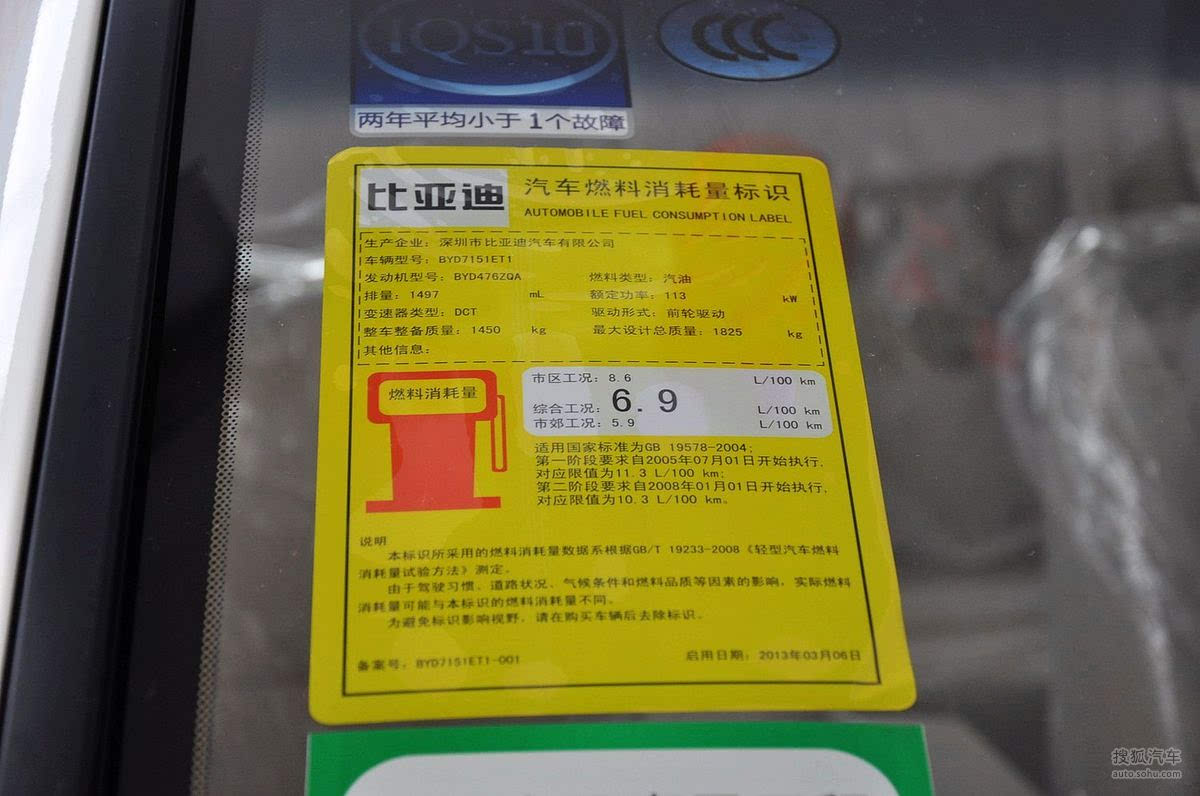 IQS10
两年平均小于1个故障
CCC
比亚迪
汽车燃料消耗量标识
AUTOMOBILE FUEL CONSUMPTION LABEL
生产企业：深圳市比亚迪汽车有限公司
车辆型号：BYD7151ET1
发动机型号：BYD476ZQA 燃料类型：汽油
排量：1497 mL 额定功率：113 kW
变速器类型：DCT 驱动形式：前轮驱动
整车整备质量：1450 kg 最大设计总质量：1825 kg
其他信息：
燃料消耗量
市区工况：8.6 L/100 km
综合工况：6.9 L/100 km
市郊工况：5.9 L/100 km
适用国家标准为GB 19578-2004；
第一阶段要求自2005年07月01日开始执行，
对应限值为11.3 L/100 km；
第二阶段要求自2008年01月01日开始执行，
对应限值为10.3 L/100 km。
说明
本标识所采用的燃料消耗量数据系根据GB/T 19233-2008《轻型汽车燃料
消耗量试验方法》测定。
由于驾驶习惯、道路状况、气候条件和燃料品质等因素的影响，实际燃料
消耗量可能与本标识的燃料消耗量不同。
为避免标识影响视野，请在购买车辆后去除标识。
备案号：BYD7151ET1-001 启用日期：2013年03月06日
搜狐汽车
auto.sohu.com